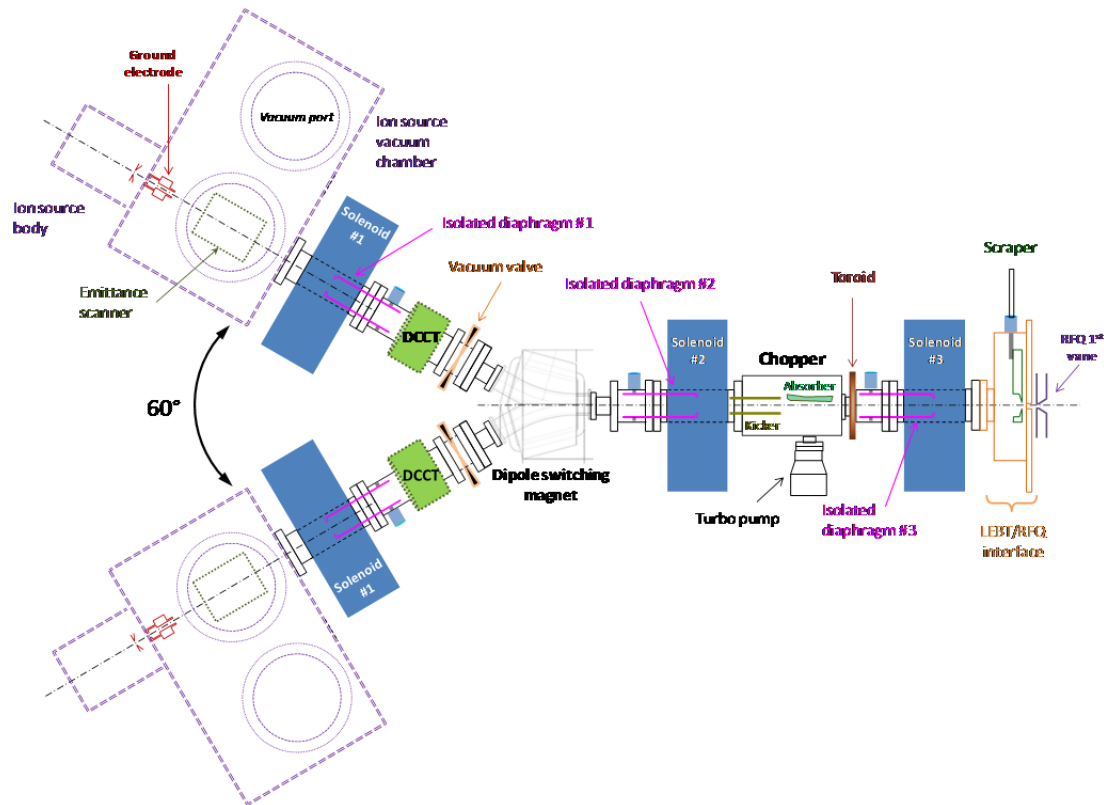 Ground
electrode
Vacuum port
Ion source
vacuum
chamber
Ion source
body
Emittance
scanner
Solenoid
#1
Isolated diaphragm #1
Vacuum valve
DCCT
60°
Isolated diaphragm #2
Solenoid
#2
Chopper
Absorber
Kicker
Toroid
Solenoid
#3
Scraper
RFQ 1st
vane
Dipole switching
magnet
Turbo pump
Isolated
diaphragm #3
LEBT/RFQ
interface
DCCT
Solenoid
#1